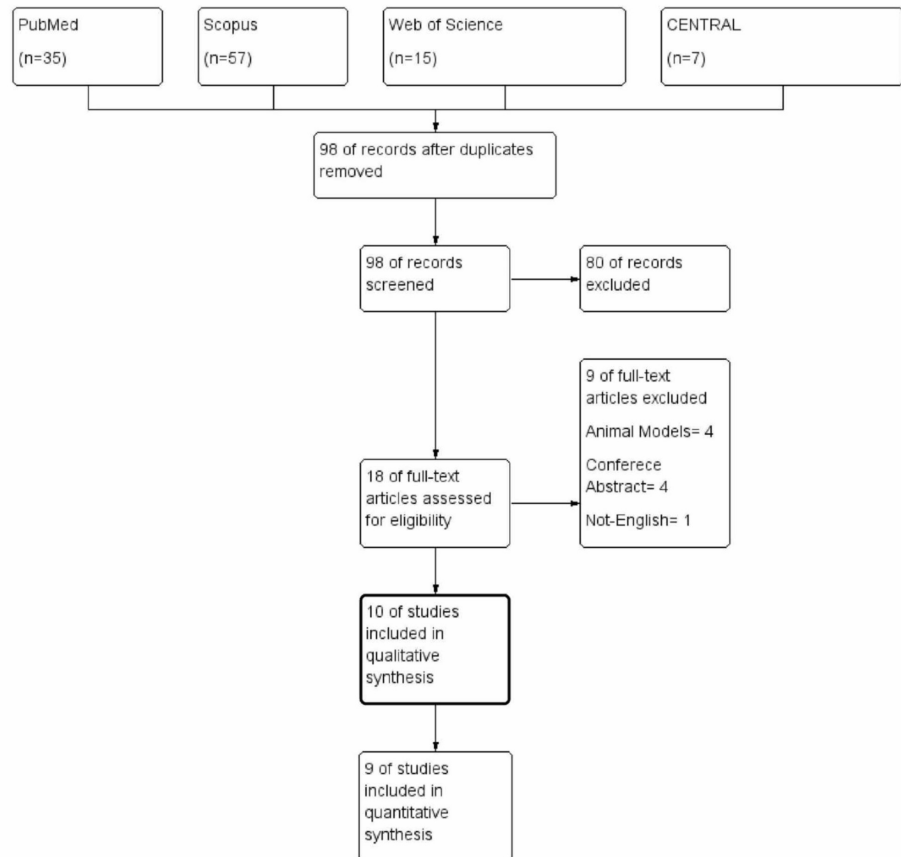 PubMed
(n=35)
Scopus
(n=57)
Web of Science
(n=15)
CENTRAL
(n=7)
98 of records after duplicates
removed
98 of records
screened
80 of records
excluded
9 of full-text
articles excluded
Animal Models= 4
Conferece
Abstract= 4
Not-English= 1
18 of full-text
articles assessed
for eligibility
10 of studies
included in
qualitative
synthesis
9 of studies
included in
quantitative
synthesis